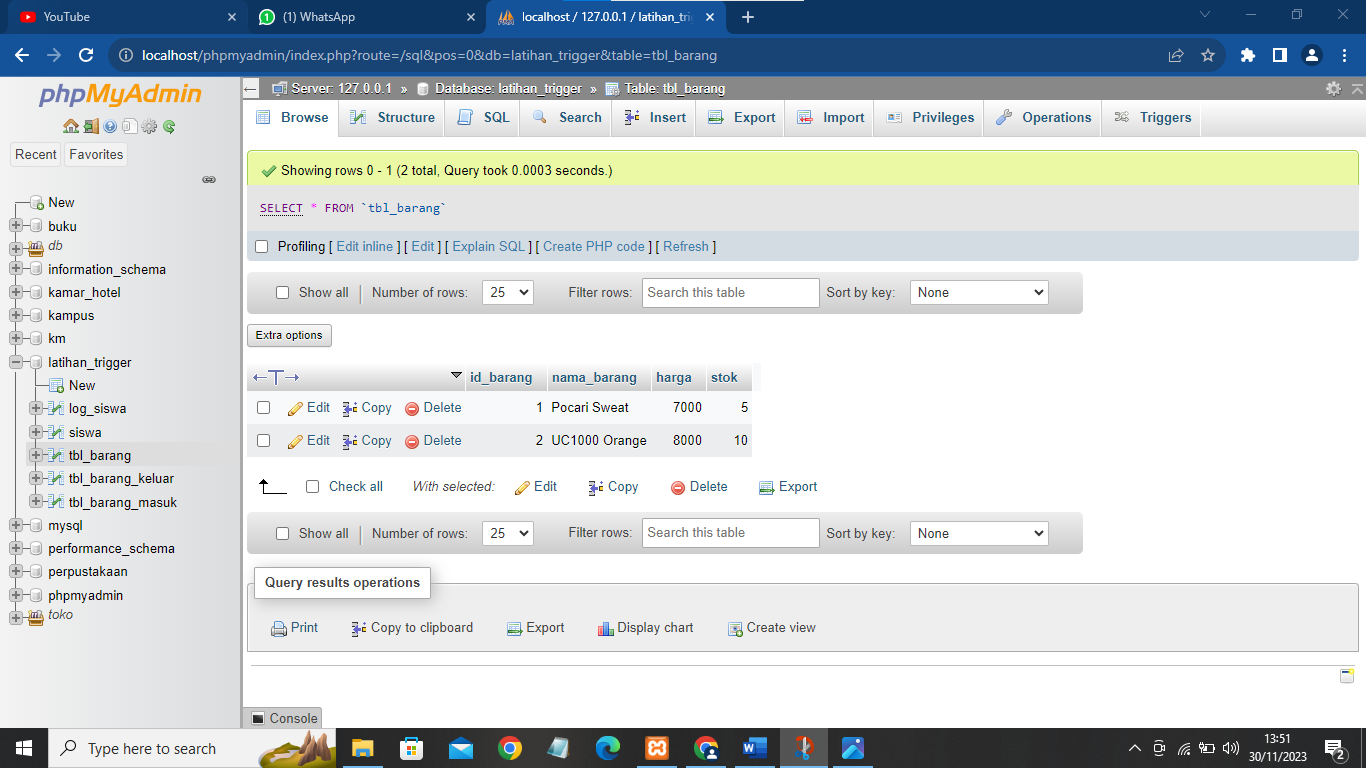 YouTube
(1) WhatsApp
localhost / 127.0.0.1 / latihan_tri
localhost/phpmyadmin/index.php?route=/sql&pos=0&db=latihan_trigger&table=tbl_barang
phpMyAdmin
Recent Favorites
New
buku
db
information_schema
kamar_hotel
kampus
km
latihan_trigger
New
log_siswa
siswa
tbl_barang
tbl_barang_keluar
tbl_barang_masuk
mysql
performance_schema
perpustakaan
phpmyadmin
toko
Server: 127.0.0.1 » Database: latihan_trigger » Table: tbl_barang
Browse Structure SQL Search Insert Export Import Privileges Operations Triggers
Showing rows 0 - 1 (2 total, Query took 0.0003 seconds.)
SELECT * FROM `tbl_barang`
Profiling [ Edit inline ] [ Edit ] [ Explain SQL ] [ Create PHP code ] [ Refresh ]
Show all Number of rows: 25 Filter rows: Search this table Sort by key: None
Extra options
←T→ id_barang nama_barang harga stok
Edit Copy Delete 1 Pocari Sweat 7000 5
Edit Copy Delete 2 UC1000 Orange 8000 10
Check all With selected: Edit Copy Delete Export
Show all Number of rows: 25 Filter rows: Search this table Sort by key: None
Query results operations
Print Copy to clipboard Export Display chart Create view
Console
Type here to search
13:51
30/11/2023
2